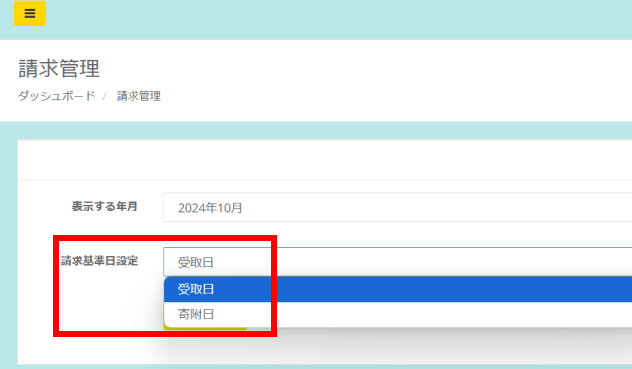 請求管理
ダッシュボード / 請求管理
表示する年月 2024年10月
請求基準日設定 受取日
受取日
寄附日